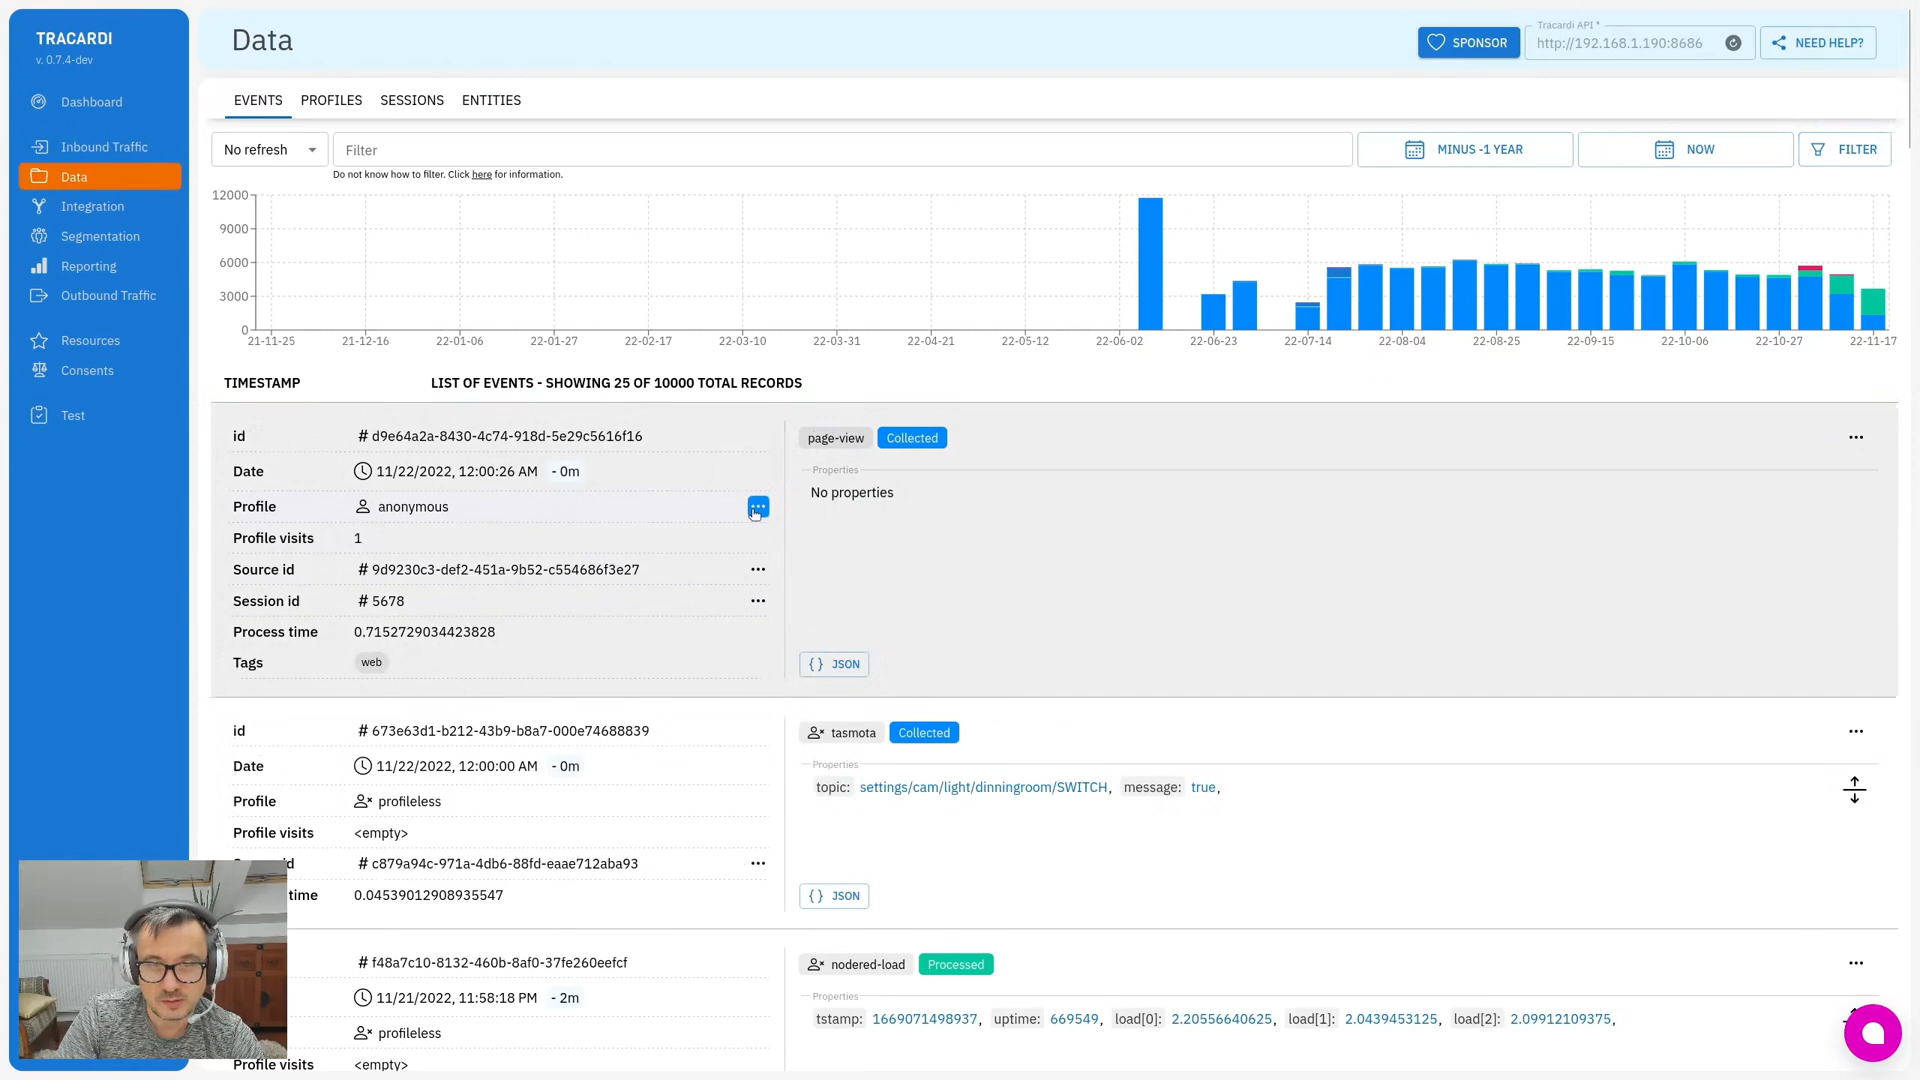 TRACARDI
v. 0.7.4-dev
Dashboard
Inbound Traffic
Data
Integration
Segmentation
Reporting
Outbound Traffic
Resources
Consents
Test
Data
SPONSOR
Tracardi API *
http://192.168.1.190:8686
NEED HELP?
EVENTS PROFILES SESSIONS ENTITIES
No refresh
Filter
MINUS -1 YEAR
NOW
FILTER
Do not know how to filter. Click here for information.
12000
9000
6000
3000
0
21-11-25 21-12-16 22-01-06 22-01-27 22-02-17 22-03-10 22-03-31 22-04-21 22-05-12 22-06-02 22-06-23 22-07-14 22-08-04 22-08-25 22-09-15 22-10-06 22-10-27 22-11-17
TIMESTAMP LIST OF EVENTS - SHOWING 25 OF 10000 TOTAL RECORDS
id # d9e64a2a-8430-4c74-918d-5e29c5616f16
Date 11/22/2022, 12:00:26 AM - 0m
Profile anonymous
Profile visits 1
Source id # 9d9230c3-def2-451a-9b52-c554686f3e27
Session id # 5678
Process time 0.7152729034423828
Tags web
page-view Collected
Properties
No properties
{ } JSON
id # 673e63d1-b212-43b9-b8a7-000e74688839
Date 11/22/2022, 12:00:00 AM - 0m
Profile profileless
Profile visits <empty>
d # c879a94c-971a-4db6-88fd-eaae712aba93
time 0.04539012908935547
tasmota Collected
Properties
topic: settings/cam/light/dinningroom/SWITCH, message: true,
{ } JSON
# f48a7c10-8132-460b-8af0-37fe260eefcf
11/21/2022, 11:58:18 PM - 2m
profileless
Profile visits <empty>
nodered-load Processed
Properties
tstamp: 1669071498937, uptime: 669549, load[0]: 2.20556640625, load[1]: 2.0439453125, load[2]: 2.09912109375,